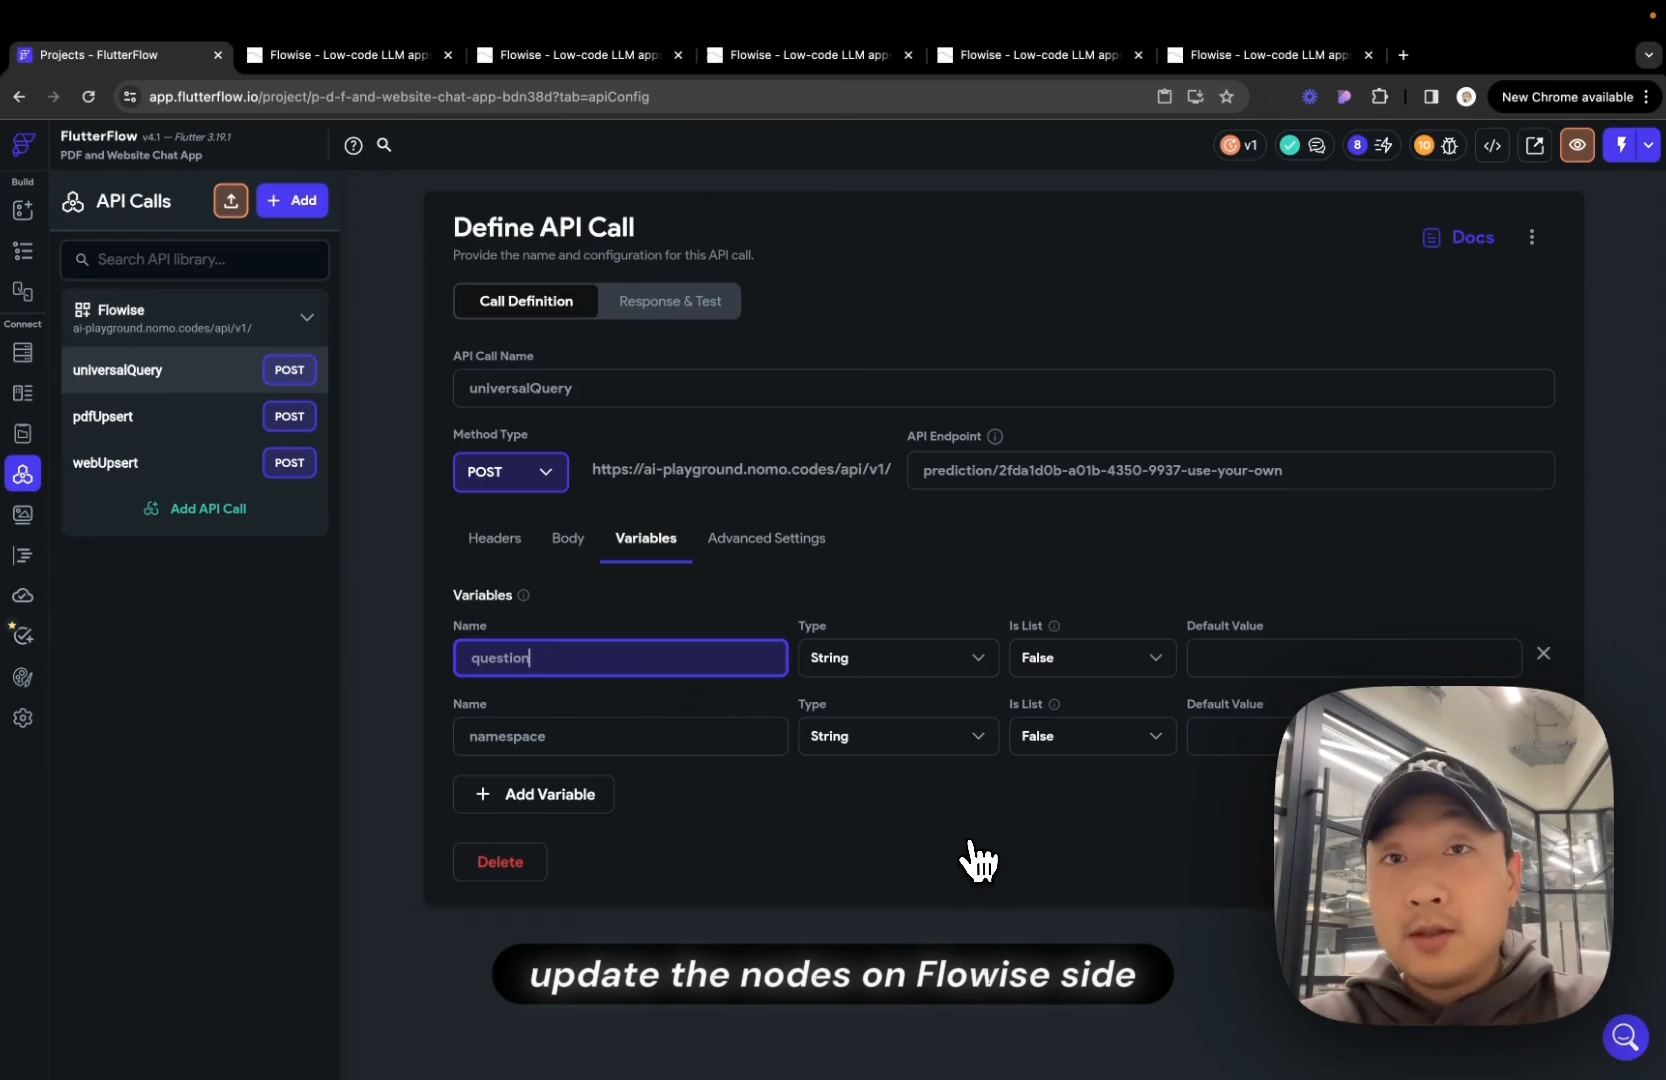 Projects - FlutterFlow
Flowise - Low-code LLM app
Flowise - Low-code LLM apps
Flowise - Low-code LLM apps
Flowise - Low-code LLM apps
Flowise - Low-code LLM apps
app.flutterflow.io/project/p-d-f-and-website-chat-app-bdn38d?tab=apiConfig
New Chrome available
FlutterFlow v4.1 — Flutter 3.19.1
PDF and Website Chat App
v1
8
10
Build
Connect
API Calls
+ Add
Search API library...
Flowise
ai-playground.nomo.codes/api/v1/
universalQuery POST
pdfUpsert POST
webUpsert POST
Add API Call
Define API Call
Provide the name and configuration for this API call.
Docs
Call Definition
Response & Test
API Call Name
universalQuery
Method Type
API Endpoint
POST
https://ai-playground.nomo.codes/api/v1/
prediction/2fda1d0b-a01b-4350-9937-use-your-own
Headers Body Variables Advanced Settings
Variables
Name Type Is List Default Value
question String False
Name Type Is List Default Value
namespace String False
+ Add Variable
Delete
update the nodes on Flowise side